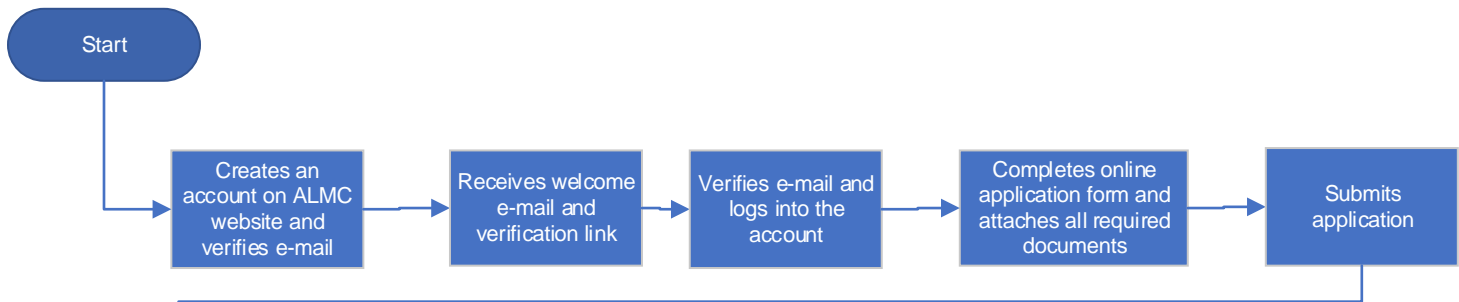 Start
Creates an
account on ALMC
website and
verifies e-mail
Receives welcome
e-mail and
verification link
Verifies e-mail and
logs into the
account
Completes online
application form and
attaches all required
documents
Submits
application